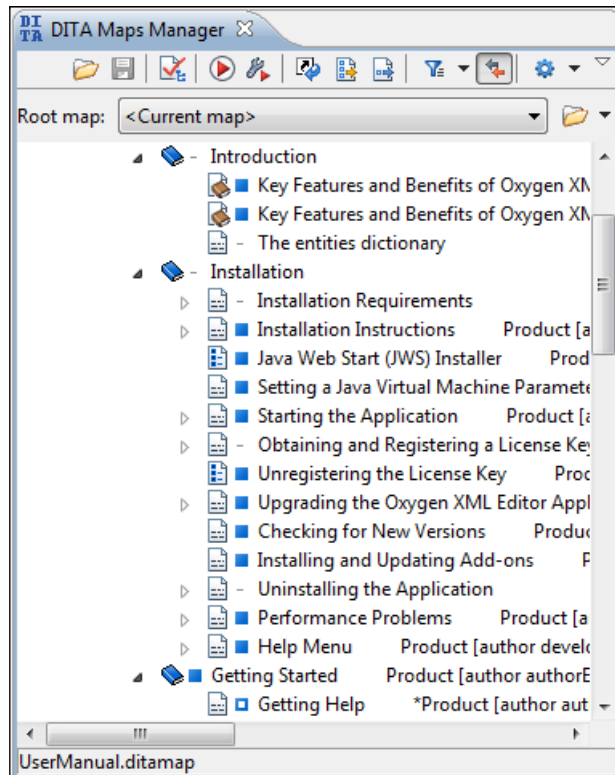 DITA DITA Maps Manager
Root map: <Current map>
- Introduction
Key Features and Benefits of Oxygen
Key Features and Benefits of Oxygen
- The entities dictionary
- Installation
- Installation Requirements
Installation Instructions Product [a
Java Web Start (JWS) Installer Prod
Setting a Java Virtual Machine Paramete
Starting the Application Product [a
- Obtaining and Registering a License Key
Unregistering the License Key Proc
Upgrading the Oxygen XML Editor Appl
Checking for New Versions Produc
Installing and Updating Add-ons P
- Uninstalling the Application
Performance Problems Product [a
Help Menu Product [author develo
Getting Started Product [author authorE
Getting Help *Product [author aut
UserManual.ditamap